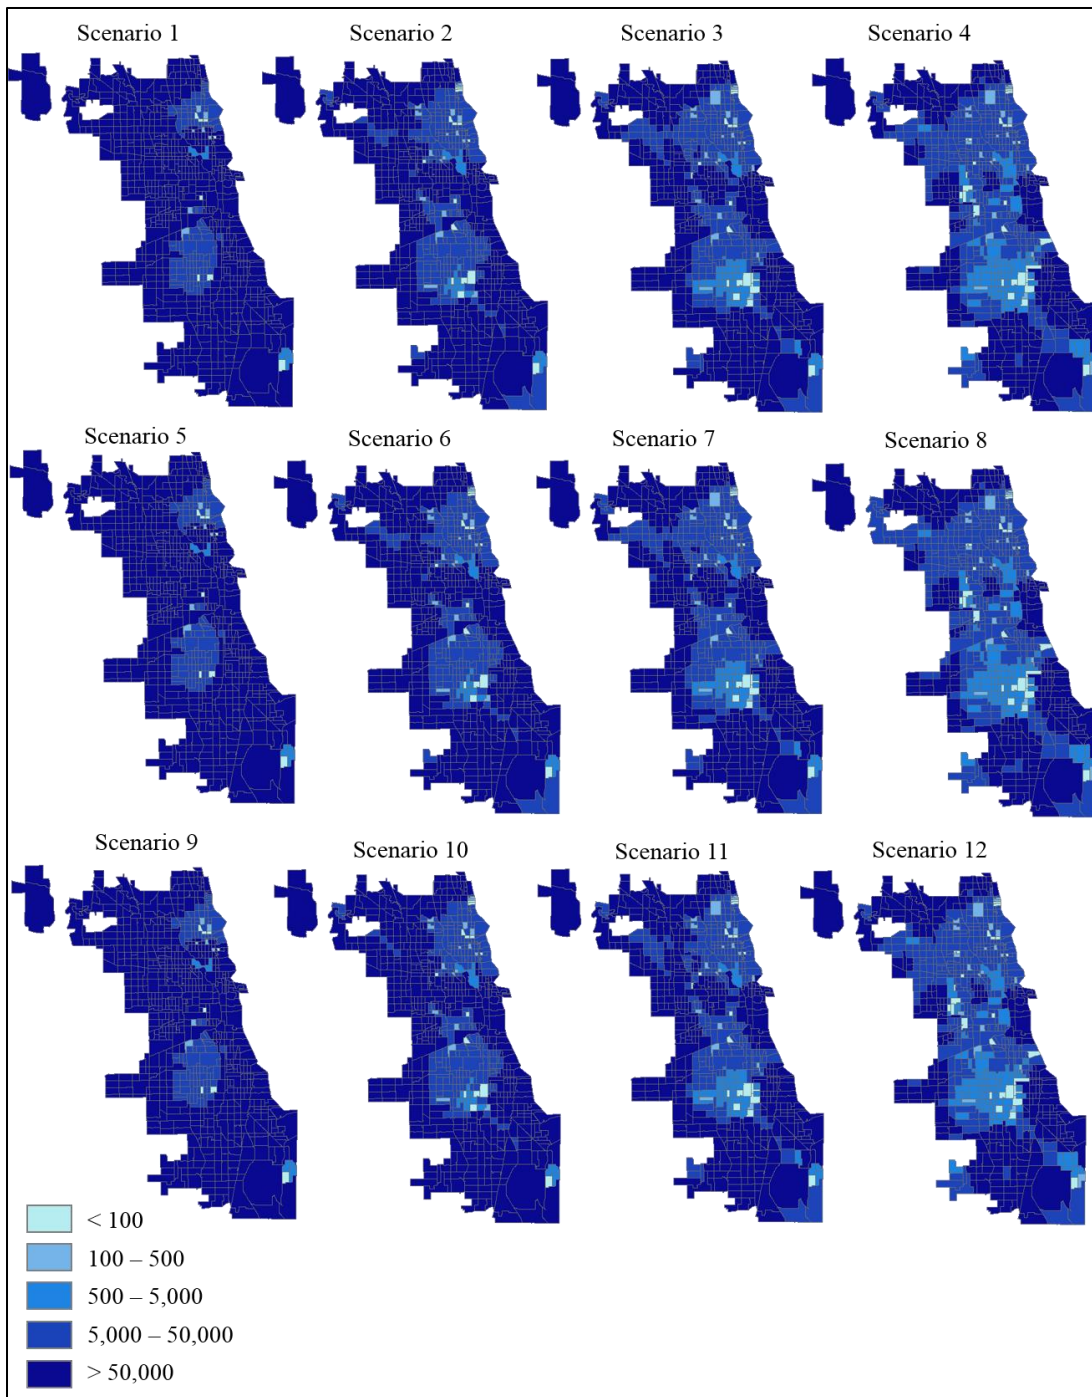 Scenario 1
Scenario 2
Scenario 3
Scenario 4
Scenario 5
Scenario 6
Scenario 7
Scenario 8
Scenario 9
Scenario 10
Scenario 11
Scenario 12
< 100
100 – 500
500 – 5,000
5,000 – 50,000
> 50,000